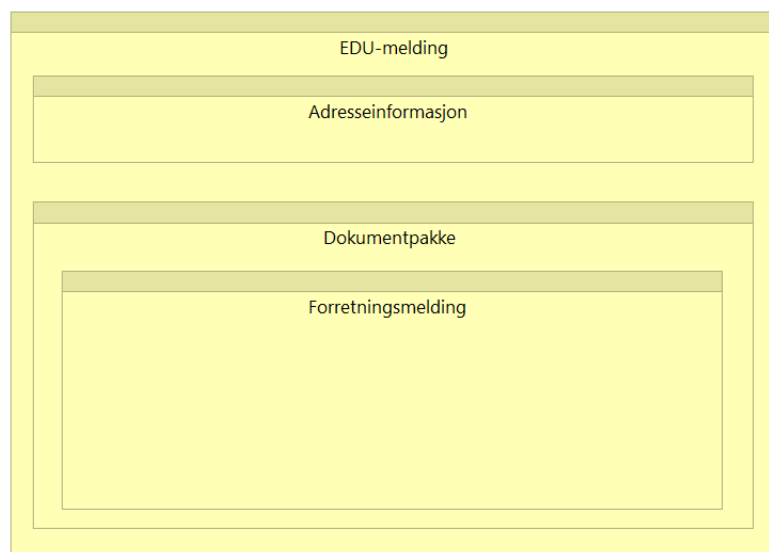 EDU-melding
Adresseinformasjon
Dokumentpakke
Forretningsmelding